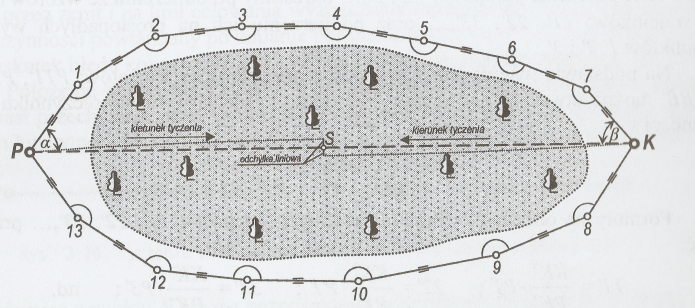 3
4
2
5
6
1
7
kierunek tyczenia
S
kierunek tyczenia
P
α
β
K
odchyłka liniowa
13
8
12
11
10
9